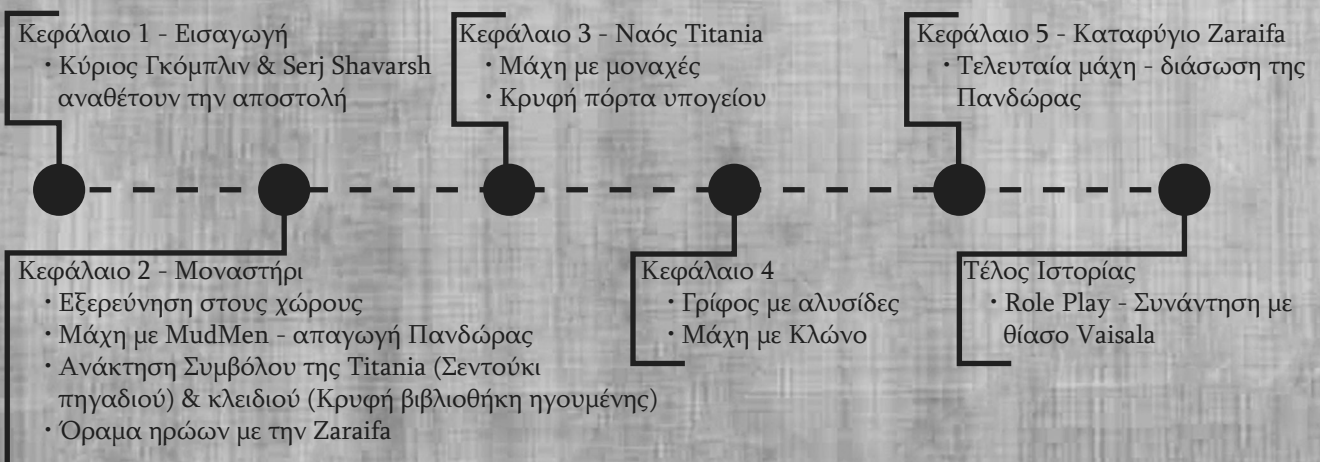 Κεφάλαιο 1 - Εισαγωγή
· Κύριος Γκόμπλιν & Serj Shavarsh
αναθέτουν την αποστολή
Κεφάλαιο 2 - Μοναστήρι
· Εξερεύνηση στους χώρους
· Μάχη με MudMen - απαγωγή Πανδώρας
· Ανάκτηση Συμβόλου της Titania (Σεντούκι
πηγαδιού) & κλειδιού (Κρυφή βιβλιοθήκη ηγουμένης)
· Όραμα ηρώων με την Zaraifa
Κεφάλαιο 3 - Ναός Titania
· Μάχη με μοναχές
· Κρυφή πόρτα υπογείου
Κεφάλαιο 4
· Γρίφος με αλυσίδες
· Μάχη με Κλώνο
Κεφάλαιο 5 - Καταφύγιο Zaraifa
· Τελευταία μάχη - διάσωση της
Πανδώρας
Τέλος Ιστορίας
· Role Play - Συνάντηση με
θίασο Vaisala